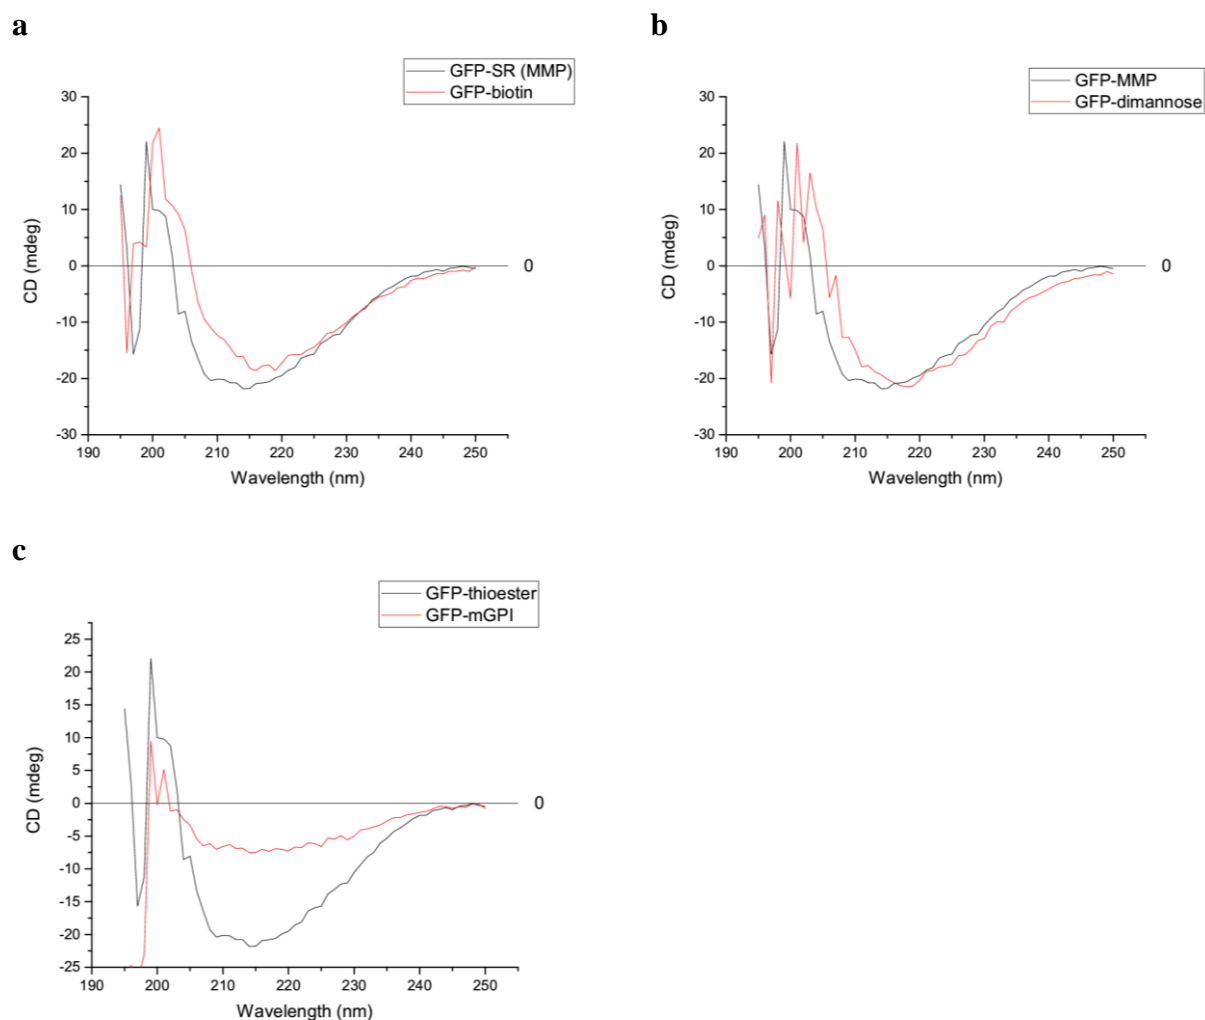 a
GFP-SR (MMP)
GFP-biotin
30
20
10
0
-10
-20
-30
CD (mdeg)
0
190 200 210 220 230 240 250
Wavelength (nm)
b
GFP-MMP
GFP-dimannose
30
20
10
0
-10
-20
-30
CD (mdeg)
0
190 200 210 220 230 240 250
Wavelength (nm)
c
GFP-thioester
GFP-mGPI
25
20
15
10
5
0
-5
-10
-15
-20
-25
CD (mdeg)
0
190 200 210 220 230 240 250
Wavelength (nm)